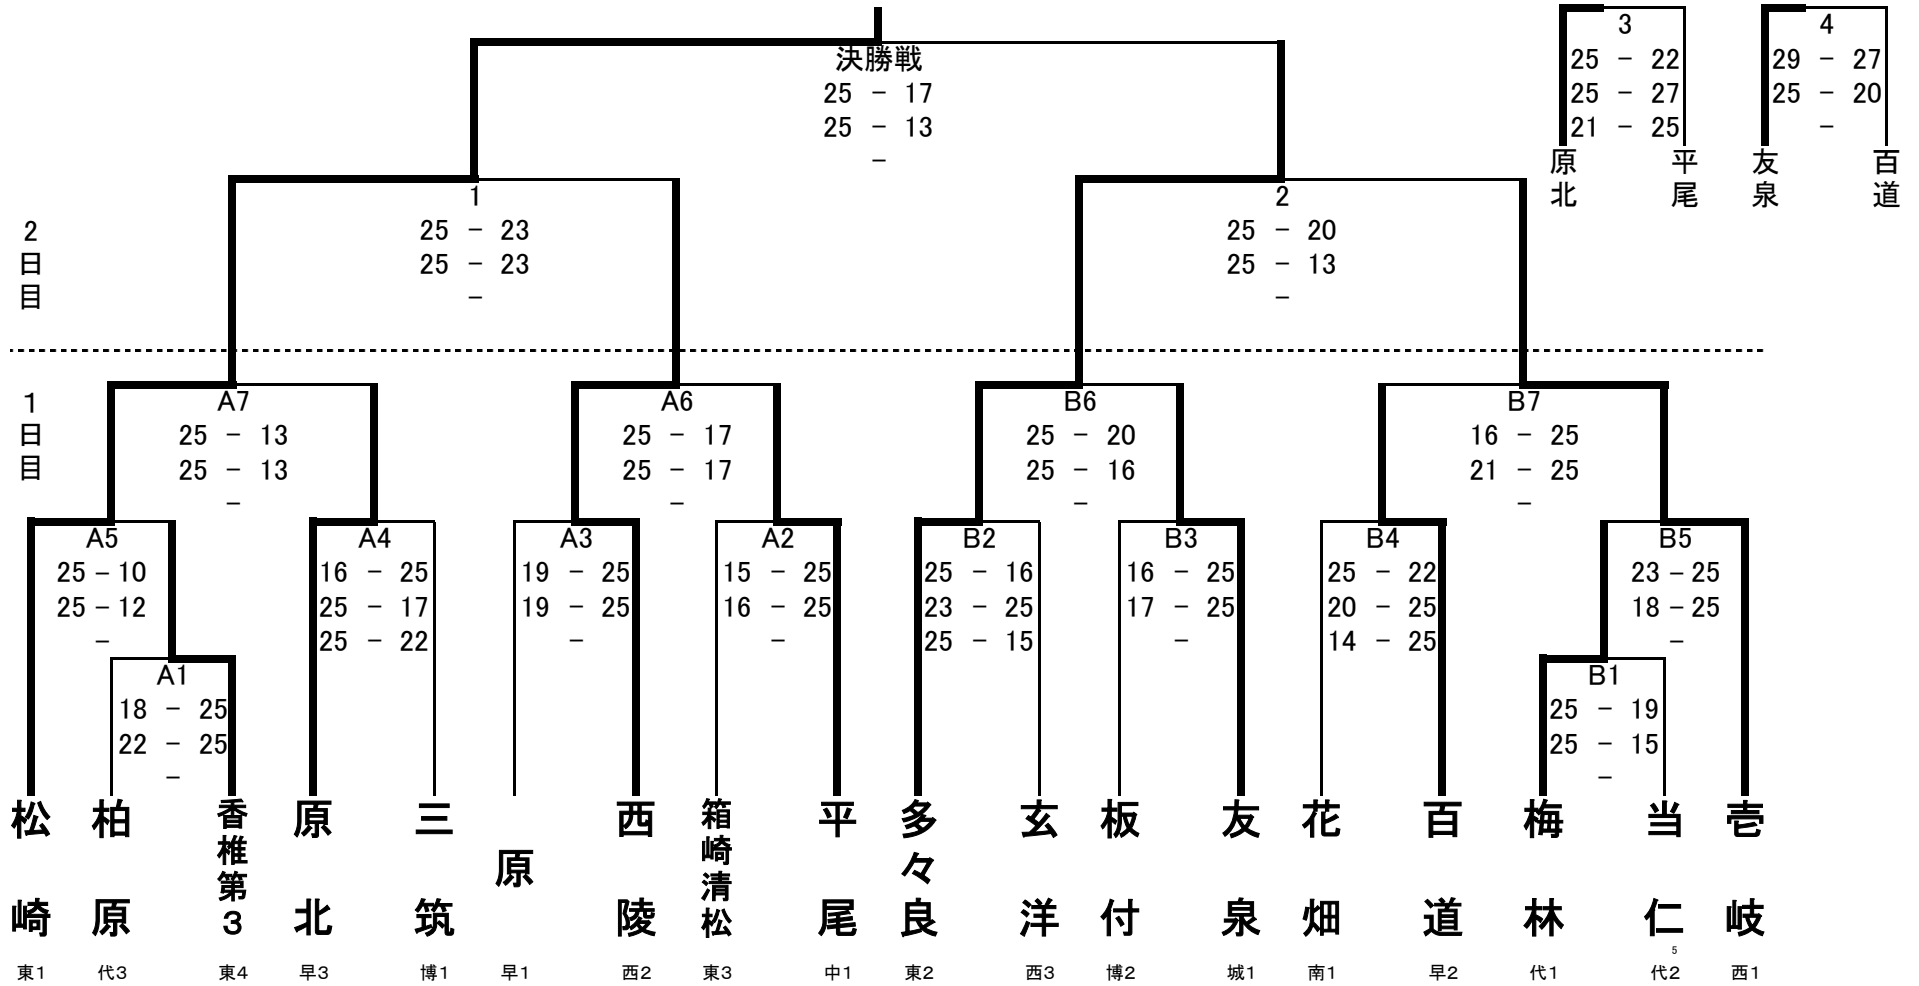 決勝戦
25 － 17
25 － 13
－
3
25 － 22
25 － 27
21 － 25
原北
平尾
4
29 － 27
25 － 20
－
友泉
百道
2日目
1
25 － 23
25 － 23
－
2
25 － 20
25 － 13
－
1日目
A7
25 － 13
25 － 13
－
A6
25 － 17
25 － 17
－
B6
25 － 20
25 － 16
－
B7
16 － 25
21 － 25
－
A5
25 － 10
25 － 12
－
A4
16 － 25
25 － 17
25 － 22
A3
19 － 25
19 － 25
－
A2
15 － 25
16 － 25
－
B2
25 － 16
23 － 25
25 － 15
B3
16 － 25
17 － 25
－
B4
25 － 22
20 － 25
14 － 25
B5
23 － 25
18 － 25
－
A1
18 － 25
22 － 25
－
B1
25 － 19
25 － 15
－
松崎
柏原
香椎第3
原北
三筑
原
西陵
箱崎清松
平尾
多々良
玄洋
板付
友泉
花畑
百道
梅林
当仁
壱岐
5
東1 代3 東4 早3 博1 早1 西2 東3 中1 東2 西3 博2 城1 南1 早2 代1 代2 西1